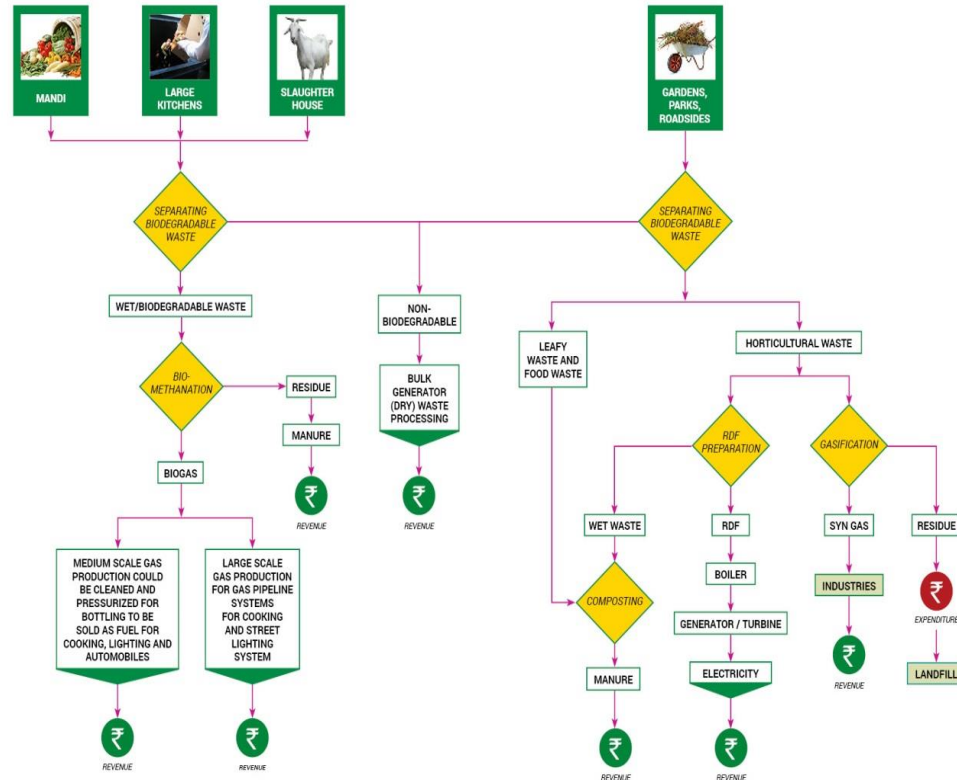 MANDI
LARGE
KITCHENS
SLAUGHTER
HOUSE
GARDENS,
PARKS,
ROADSIDES
SEPARATING
BIODEGRADABLE
WASTE
SEPARATING
BIODEGRADABLE
WASTE
WET/BIODEGRADABLE WASTE
NON-
BIODEGRADABLE
LEAFY
WASTE AND
FOOD WASTE
HORTICULTURAL WASTE
BIO-
METHANATION
RESIDUE
MANURE
₹
REVENUE
BULK
GENERATOR
(DRY) WASTE
PROCESSING
₹
REVENUE
RDF
PREPARATION
GASIFICATION
BIOGAS
MEDIUM SCALE GAS
PRODUCTION COULD
BE CLEANED AND
PRESSURIZED FOR
BOTTLING TO BE
SOLD AS FUEL FOR
COOKING, LIGHTING AND
AUTOMOBILES
₹
REVENUE
LARGE SCALE
GAS PRODUCTION
FOR GAS PIPELINE
SYSTEMS
FOR COOKING
AND STREET
LIGHTING
SYSTEM
₹
REVENUE
WET WASTE
COMPOSTING
MANURE
₹
REVENUE
RDF
BOILER
GENERATOR / TURBINE
ELECTRICITY
₹
REVENUE
SYN GAS
INDUSTRIES
₹
REVENUE
RESIDUE
₹
EXPENDITURE
LANDFILL